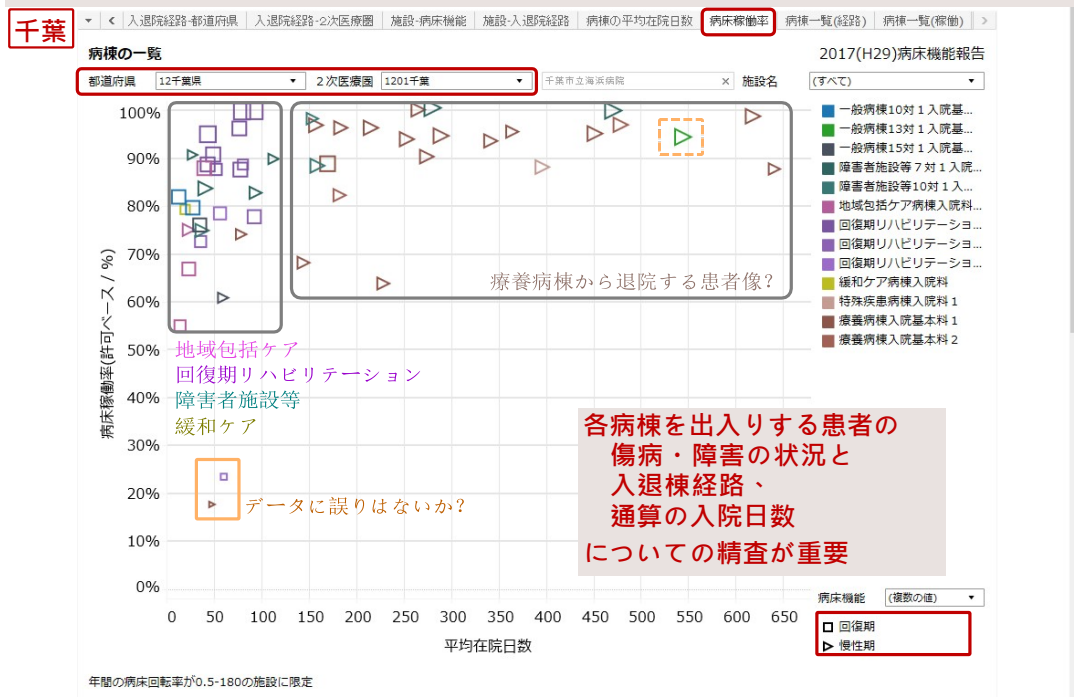 千葉
入退院経路-都道府県 入退院経路-2次医療圏 施設-病床機能 施設-入退院経路 病棟の平均在院日数 病床稼働率 病棟一覧(経路) 病棟一覧(稼働)
病棟の一覧
2017(H29)病床機能報告
都道府県 12千葉県 2次医療圏 1201千葉 千葉市立海浜病院 × 施設名 (すべて)
100%
90%
80%
70%
60%
50%
40%
30%
20%
10%
0%
病床稼働率(許可ベース / %)
0 50 100 150 200 250 300 350 400 450 500 550 600 650
平均在院日数
療養病棟から退院する患者像?
地域包括ケア
回復期リハビリテーション
障害者施設等
緩和ケア
データに誤りはないか?
各病棟を出入りする患者の
傷病・障害の状況と
入退棟経路、
通算の入院日数
についての精査が重要
一般病棟10対1入院基...
一般病棟13対1入院基...
一般病棟15対1入院基...
障害者施設等7対1入院...
障害者施設等10対1入...
地域包括ケア病棟入院料...
回復期リハビリテーショ...
回復期リハビリテーショ...
回復期リハビリテーショ...
緩和ケア病棟入院料
特殊疾患病棟入院料1
療養病棟入院基本料1
療養病棟入院基本料2
病床機能 (複数の値)
回復期
慢性期
年間の病床回転率が0.5-180の施設に限定